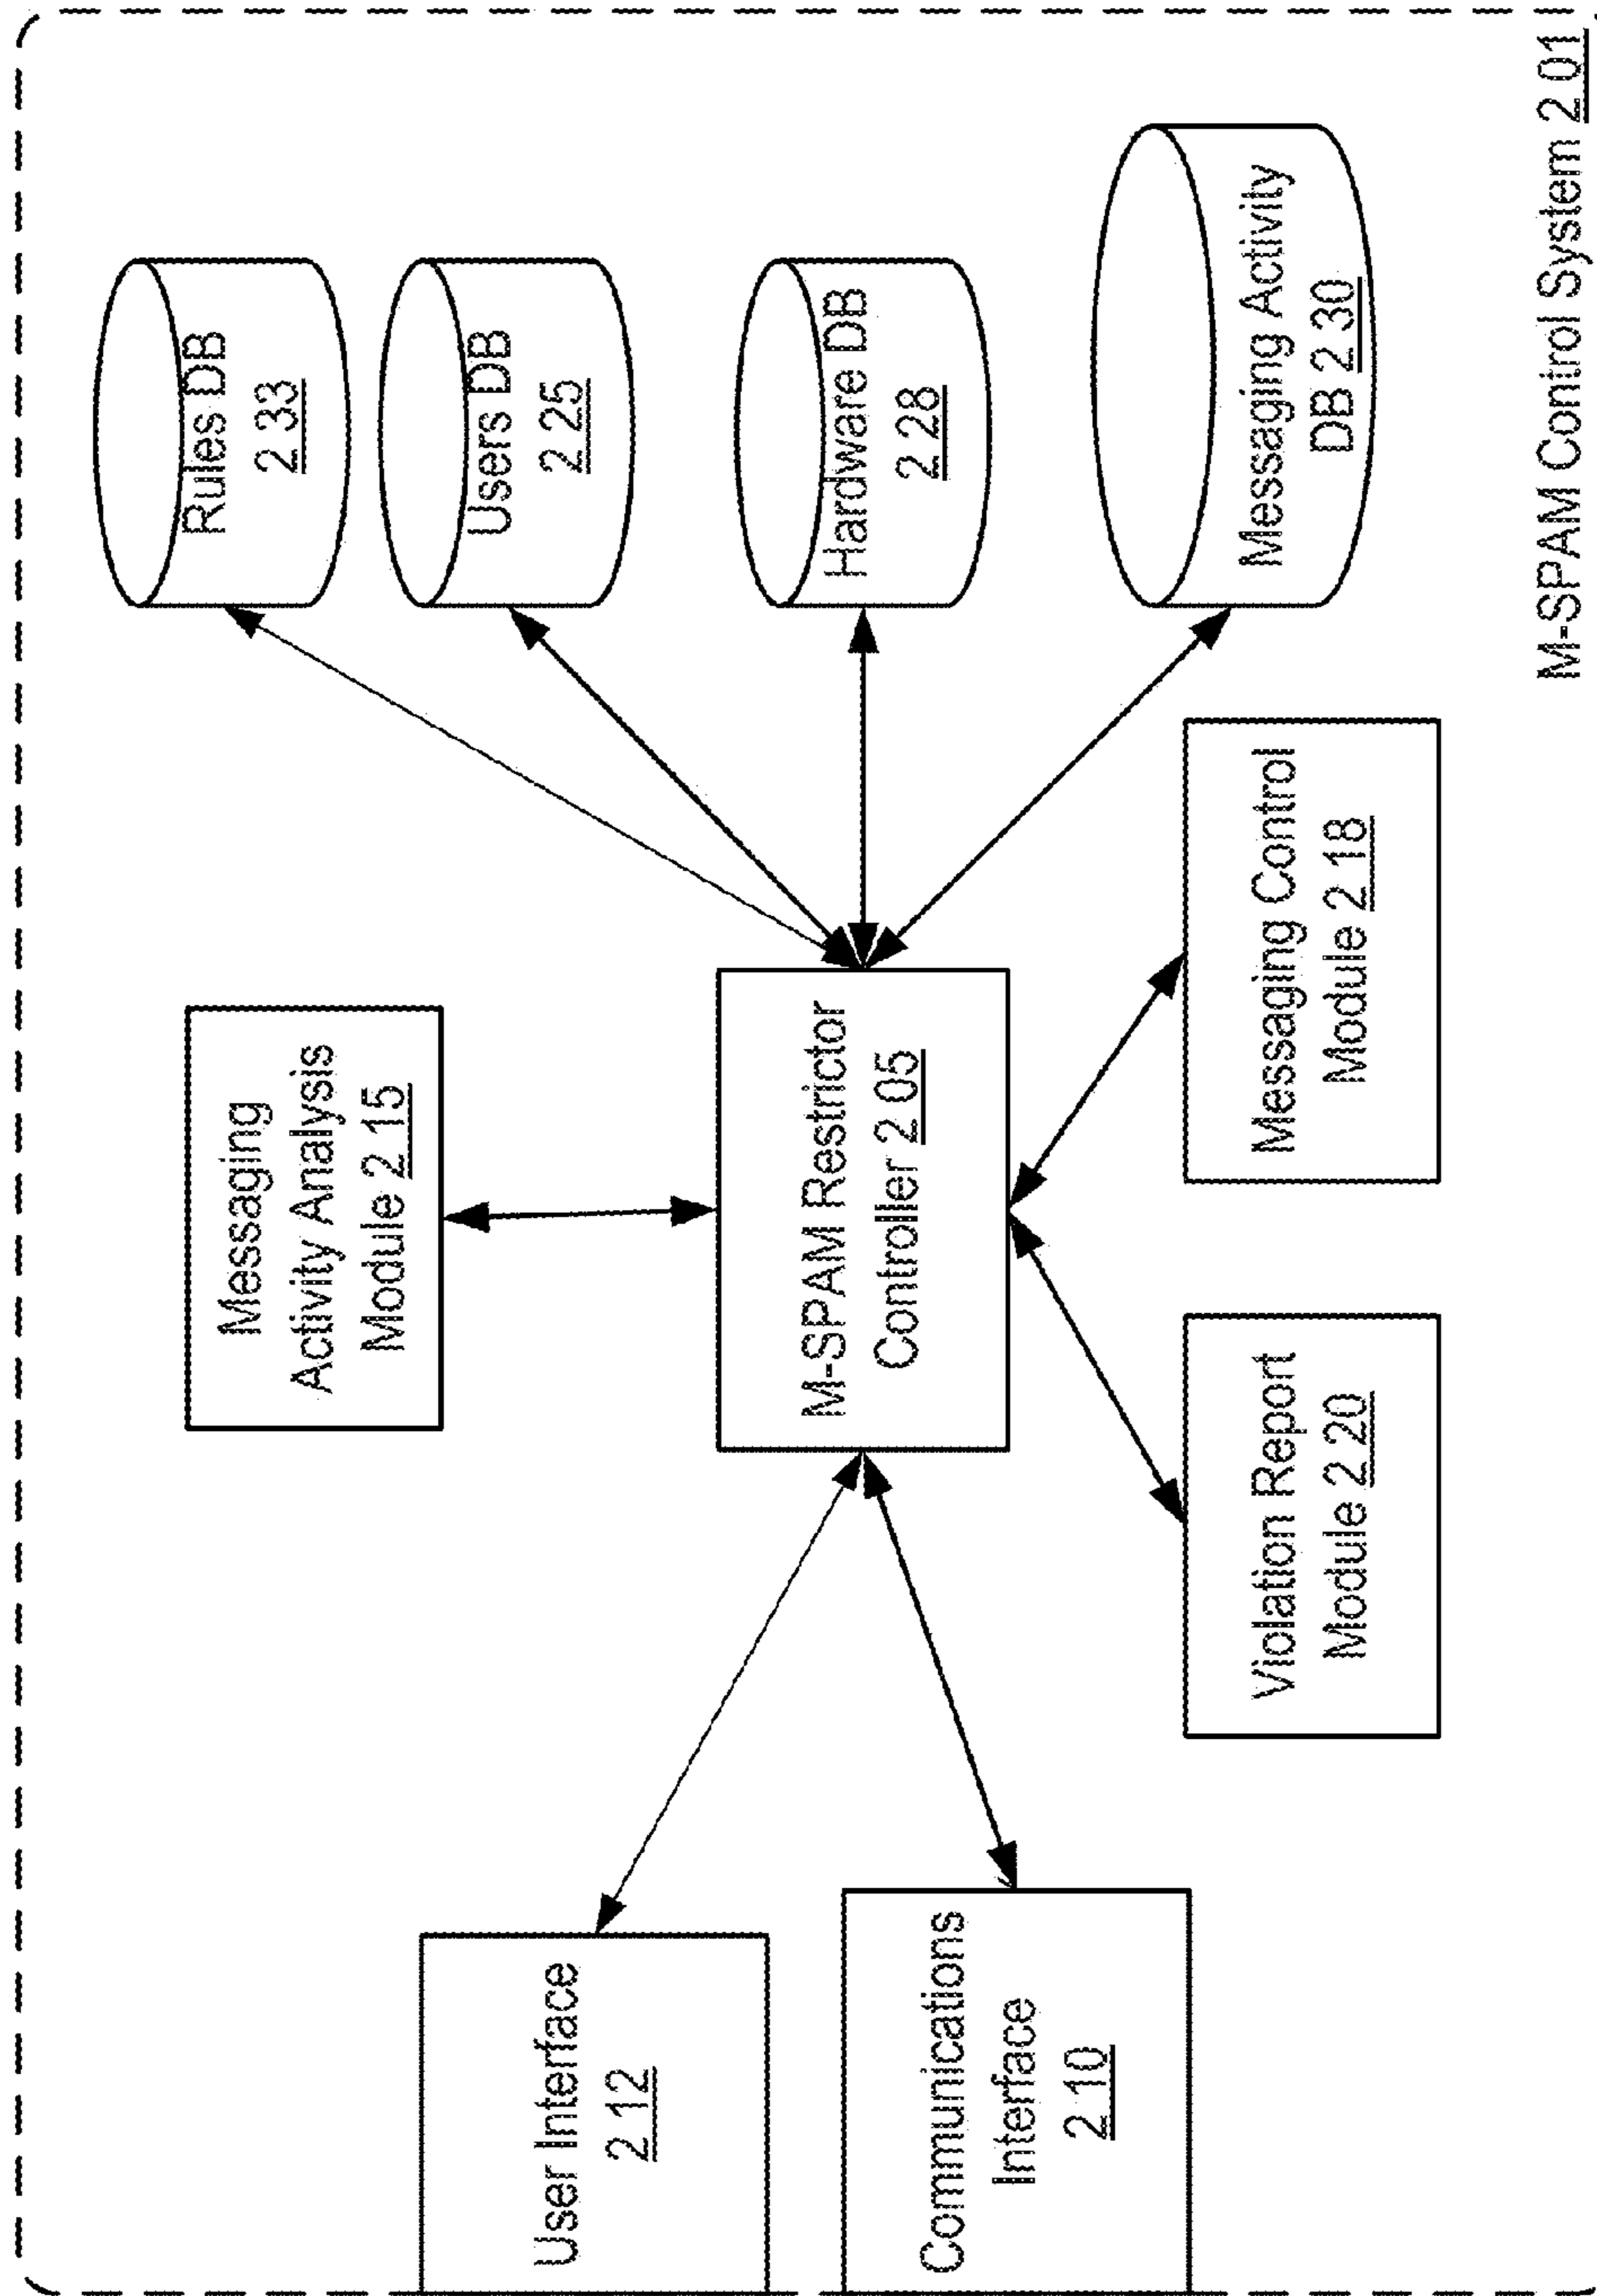 Messaging
Activity Analysis
Module 2 15
Rules DB
2 33
Users DB
2 25
User Interface
2 12
M-SPAM Restrictor
Controller 2 05
Hardware DB
2 28
Communications
Interface
2 10
Violation Report
Module 2 20
Messaging Control
Module 2 18
Messaging Activity
DB 2 30
M-SPAM Control System 2 01